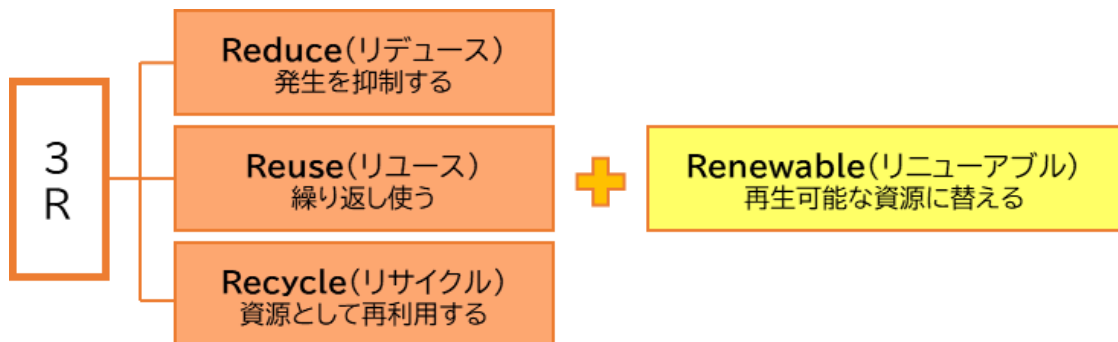 3
R
Reduce(リデュース)
発生を抑制する
Reuse(リユース)
繰り返し使う
Recycle(リサイクル)
資源として再利用する
Renewable(リニューアブル)
再生可能な資源に替える